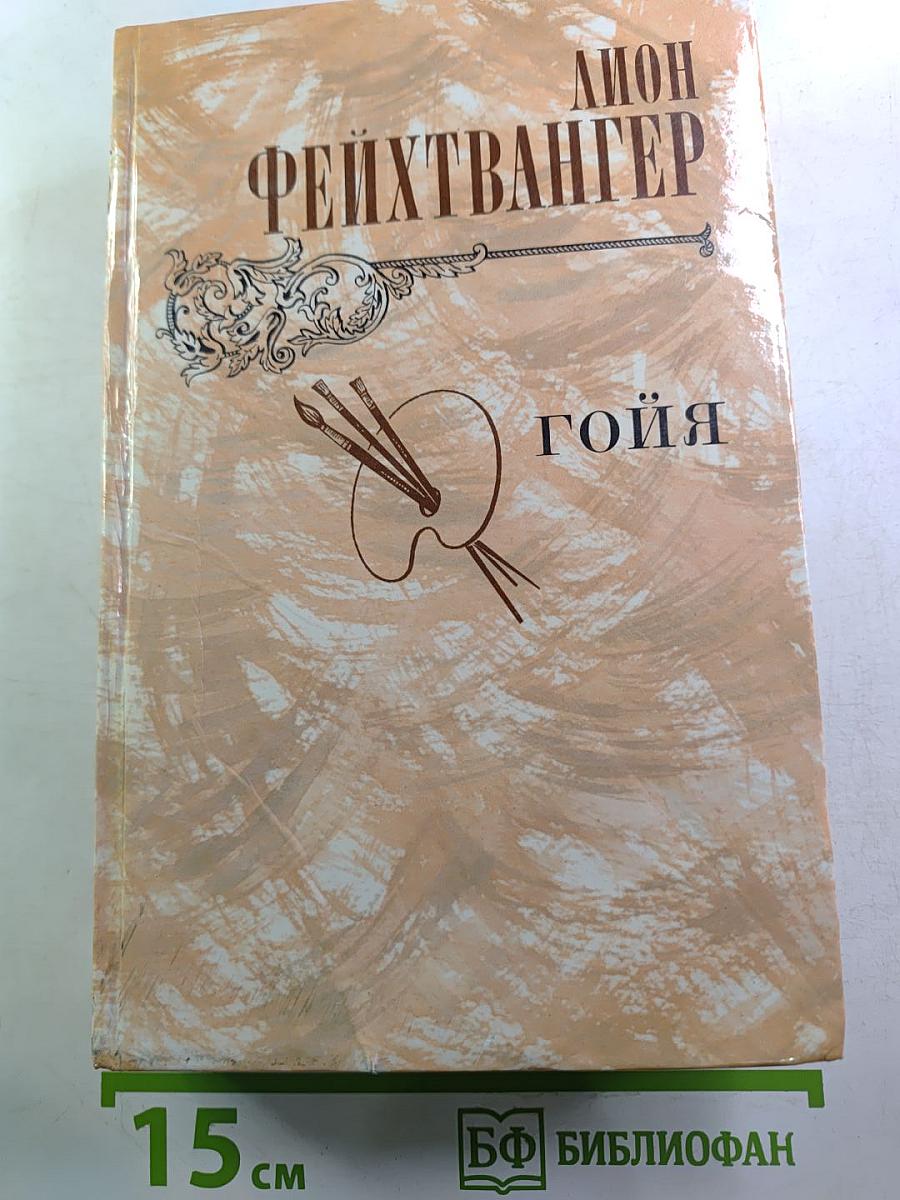 ЛИОН
ФЕЙХТВАНГЕР
ГОЙЯ
15 см
БФ БИБЛИОФАН